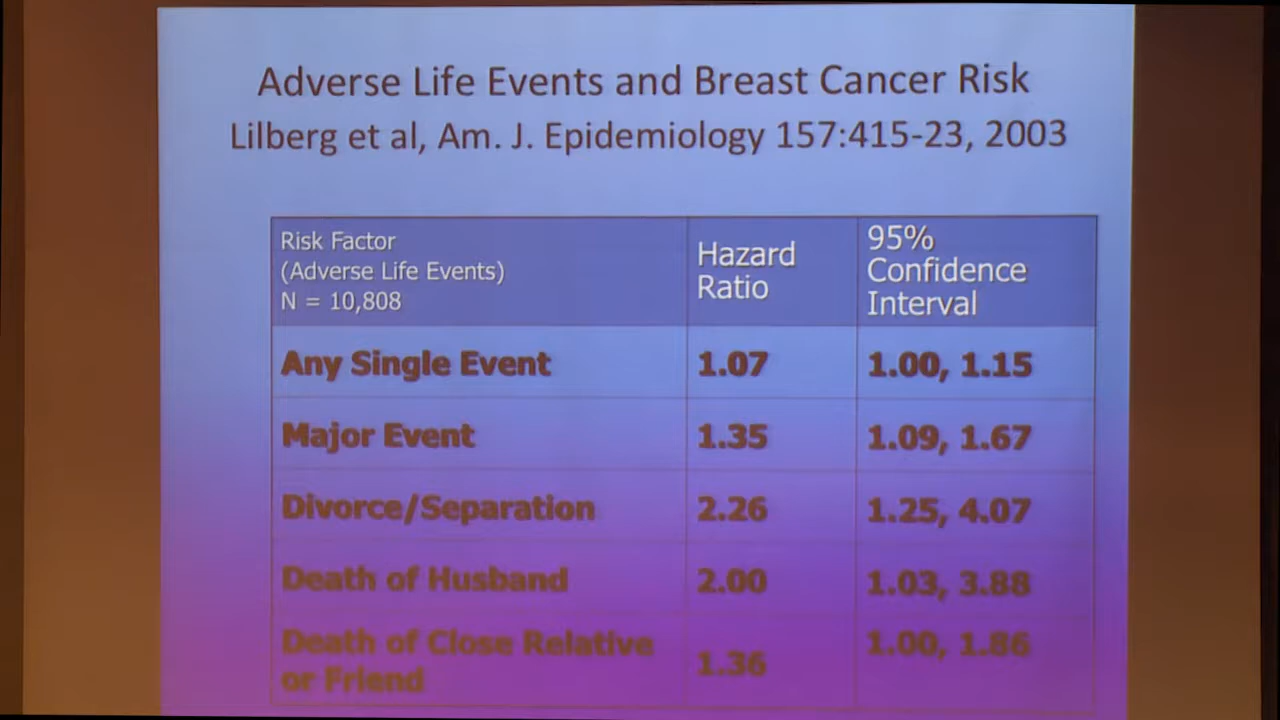 Adverse Life Events and Breast Cancer Risk
Lilberg et al, Am. J. Epidemiology 157:415-23, 2003
Risk Factor
(Adverse Life Events)
N = 10,808
Hazard
Ratio
95%
Confidence
Interval
Any Single Event 1.07 1.00, 1.15
Major Event 1.35 1.09, 1.67
Divorce/Separation 2.26 1.25, 4.07
Death of Husband 2.00 1.03, 3.88
Death of Close Relative
or Friend
1.36
1.00, 1.86